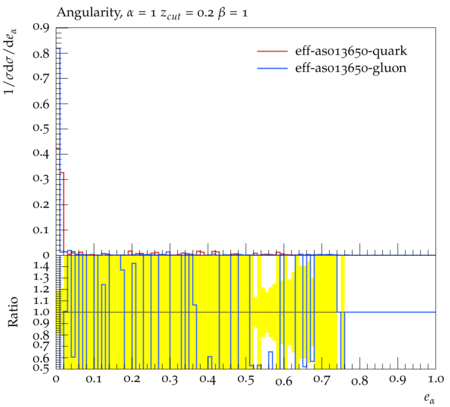 Angularity, α = 1 z_cut = 0.2 β = 1
1/σdσ/de_α
0.9
0.8
0.7
0.6
0.5
0.4
0.3
0.2
0.1
0
eff-as013650-quark
eff-as013650-gluon
Ratio
1.4
1.3
1.2
1.1
1.0
0.9
0.8
0.7
0.6
0.5
0 0.1 0.2 0.3 0.4 0.5 0.6 0.7 0.8 0.9 1.0
e_α